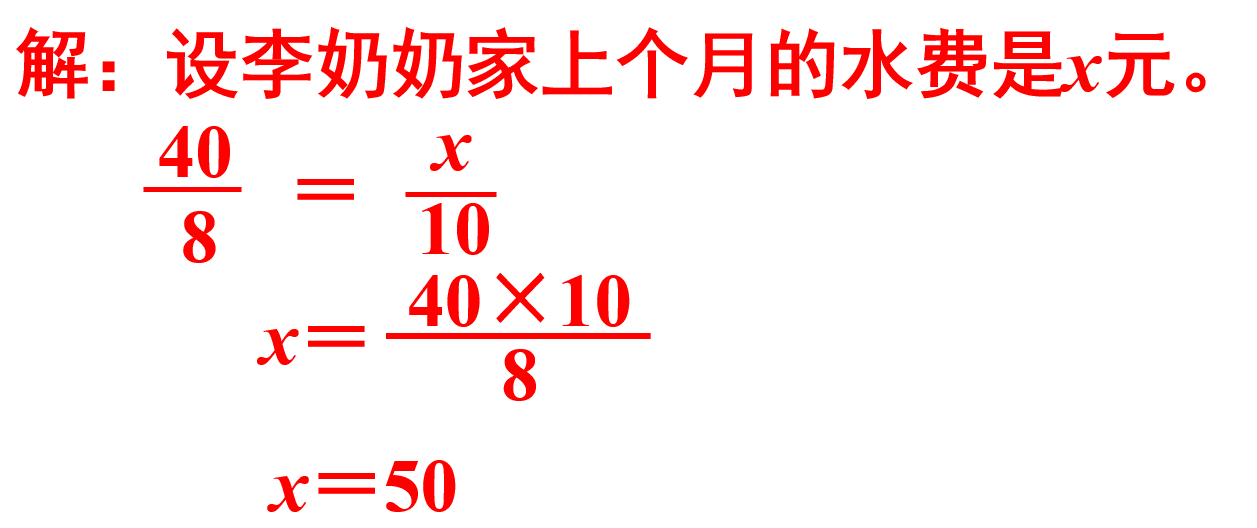 解：设李奶奶家上个月的水费是x元。
40/8 = x/10
x=40×10/8
x=50